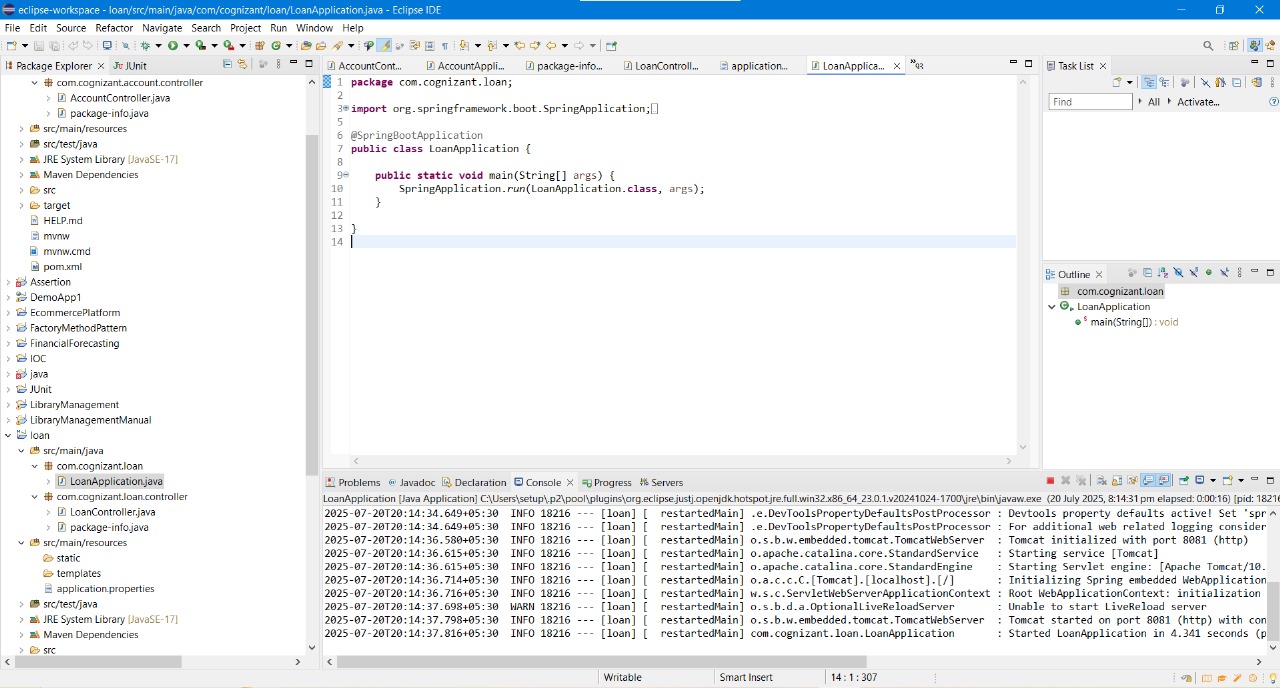 eclipse-workspace - loan/src/main/java/com/cognizant/loan/LoanApplication.java - Eclipse IDE
File Edit Source Refactor Navigate Search Project Run Window Help
Package Explorer
JUnit
com.cognizant.account.controller
AccountController.java
package-info.java
src/main/resources
src/test/java
JRE System Library [JavaSE-17]
Maven Dependencies
src
target
HELP.md
mvnw
mvnw.cmd
pom.xml
Assertion
DemoApp1
EcommercePlatform
FactoryMethodPattern
FinancialForecasting
IOC
java
JUnit
LibraryManagement
LibraryManagementManual
loan
src/main/java
com.cognizant.loan
LoanApplication.java
com.cognizant.loan.controller
LoanController.java
package-info.java
src/main/resources
static
templates
application.properties
src/test/java
JRE System Library [JavaSE-17]
Maven Dependencies
src
AccountCont... AccountAppli... package-info... LoanControll... application... LoanApplica... 
1 package com.cognizant.loan;
2
3 import org.springframework.boot.SpringApplication;
5
6 @SpringBootApplication
7 public class LoanApplication {
8
9 public static void main(String[] args) {
10 SpringApplication.run(LoanApplication.class, args);
11 }
12
13 }
14
Task List
Find
All
Activate...
Outline
com.cognizant.loan
LoanApplication
main(String[]) : void
Problems Javadoc Declaration Console Progress Servers
LoanApplication [Java Application] C:\Users\setup\.p2\pool\plugins\org.eclipse.justj.openjdk.hotspot.jre.full.win32.x86_64_23.0.1.v20241024-1700\jre\bin\javaw.exe (20 July 2025, 8:14:31 pm elapsed: 0:00:16) [pid: 1821
2025-07-20T20:14:34.649+05:30 INFO 18216 --- [loan] [ restartedMain] .e.DevToolsPropertyDefaultsPostProcessor : Devtools property defaults active! Set 'spr
2025-07-20T20:14:34.649+05:30 INFO 18216 --- [loan] [ restartedMain] .e.DevToolsPropertyDefaultsPostProcessor : For additional web related logging consider
2025-07-20T20:14:36.580+05:30 INFO 18216 --- [loan] [ restartedMain] o.s.b.w.embedded.tomcat.TomcatWebServer : Tomcat initialized with port 8081 (http)
2025-07-20T20:14:36.615+05:30 INFO 18216 --- [loan] [ restartedMain] o.apache.catalina.core.StandardService : Starting service [Tomcat]
2025-07-20T20:14:36.615+05:30 INFO 18216 --- [loan] [ restartedMain] o.apache.catalina.core.StandardEngine : Starting Servlet engine: [Apache Tomcat/10.
2025-07-20T20:14:36.714+05:30 INFO 18216 --- [loan] [ restartedMain] o.a.c.c.C.[Tomcat].[localhost].[/] : Initializing Spring embedded WebApplication
2025-07-20T20:14:36.716+05:30 INFO 18216 --- [loan] [ restartedMain] w.s.c.ServletWebServerApplicationContext : Root WebApplicationContext: initialization
2025-07-20T20:14:37.698+05:30 WARN 18216 --- [loan] [ restartedMain] o.s.b.d.a.OptionalLiveReloadServer : Unable to start LiveReload server
2025-07-20T20:14:37.798+05:30 INFO 18216 --- [loan] [ restartedMain] o.s.b.w.embedded.tomcat.TomcatWebServer : Tomcat started on port 8081 (http) with con
2025-07-20T20:14:37.816+05:30 INFO 18216 --- [loan] [ restartedMain] com.cognizant.loan.LoanApplication : Started LoanApplication in 4.341 seconds (p
Writable
Smart Insert
14 : 1 : 307